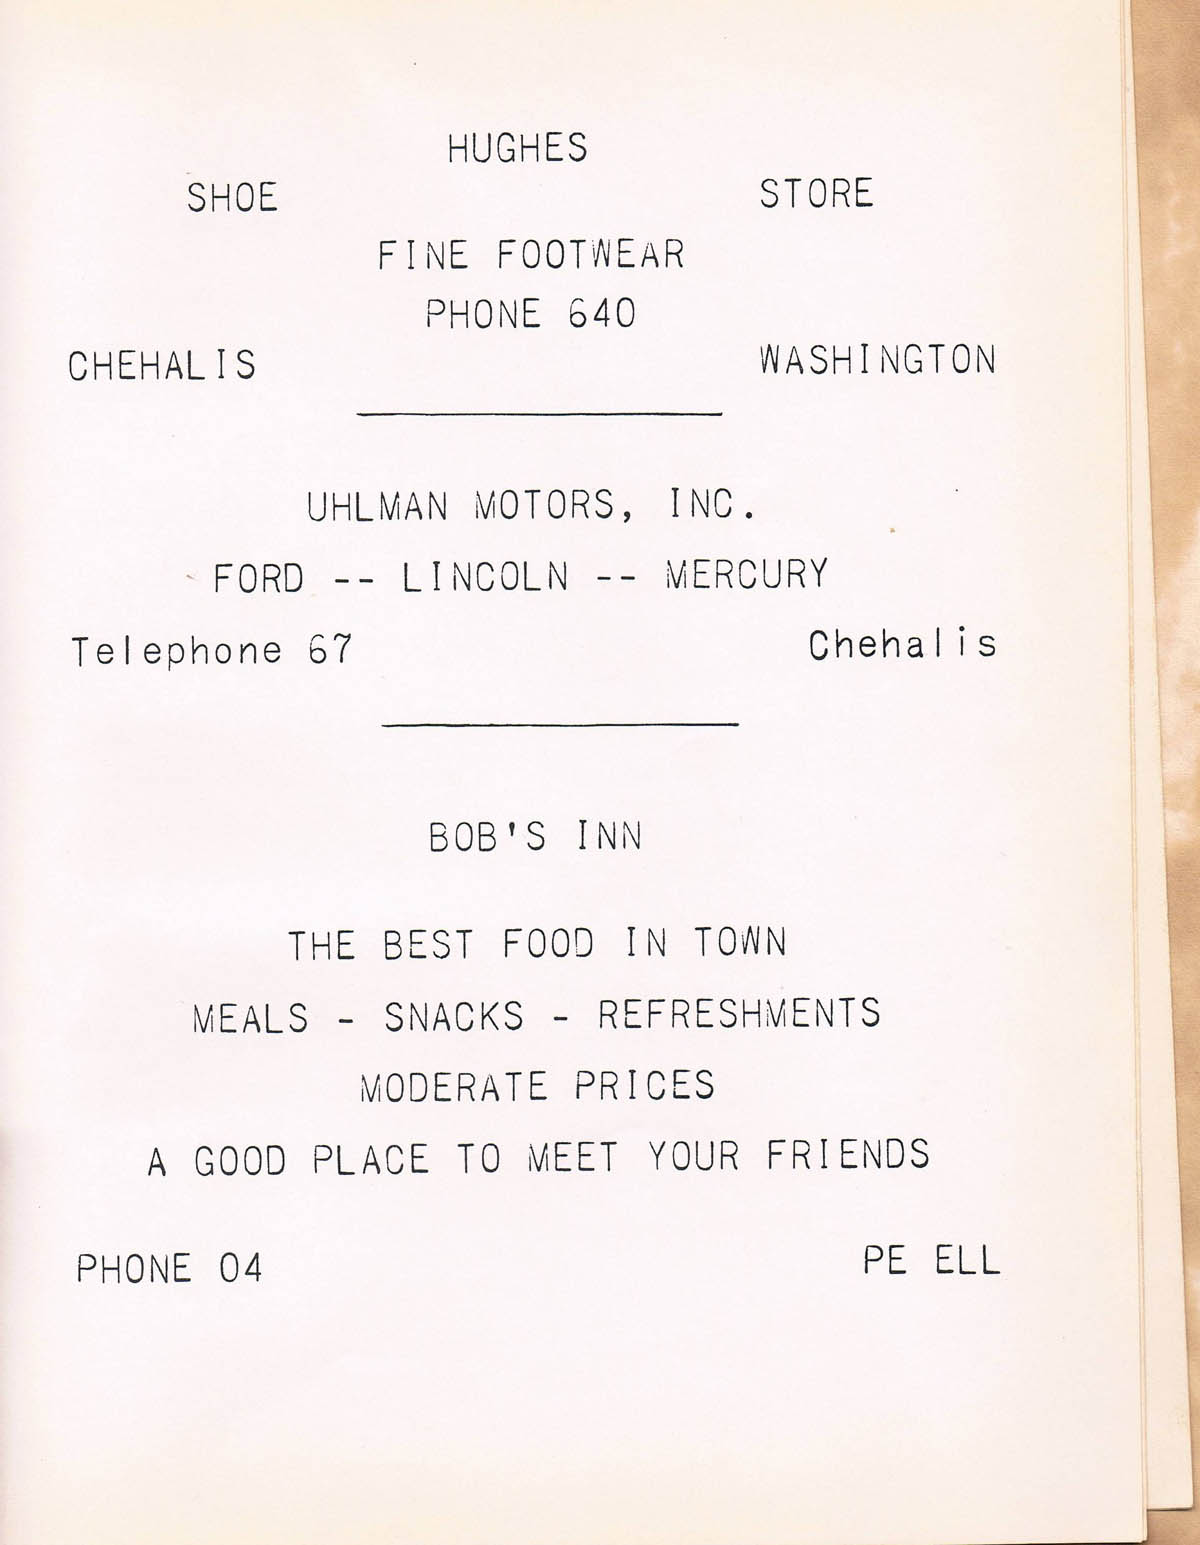 HUGHES
SHOE STORE
FINE FOOTWEAR
PHONE 640
CHEHALIS WASHINGTON
UHLMAN MOTORS, INC.
FORD -- LINCOLN -- MERCURY
Telephone 67 Chehalis
BOB'S INN
THE BEST FOOD IN TOWN
MEALS - SNACKS - REFRESHMENTS
MODERATE PRICES
A GOOD PLACE TO MEET YOUR FRIENDS
PHONE 04 PE ELL